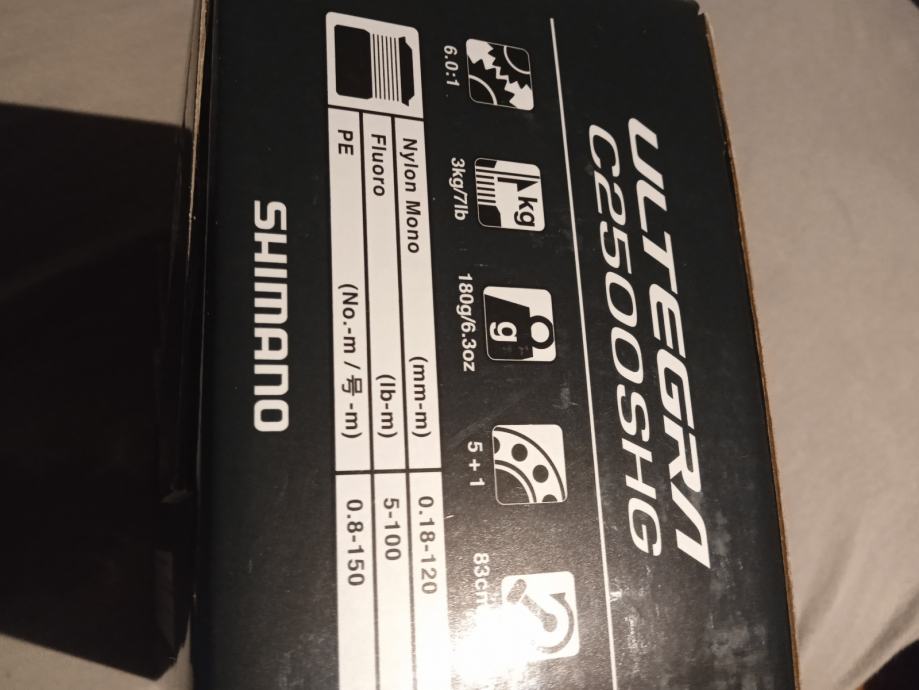 ULTEGRA
C2500SHG
6.0:1
3kg/7lb
180g/6.3oz
5 + 1
83cm
kg
g
Nylon Mono (mm-m) 0.18-120
Fluoro (lb-m) 5-100
PE (No.-m / 号 -m) 0.8-150
SHIMANO